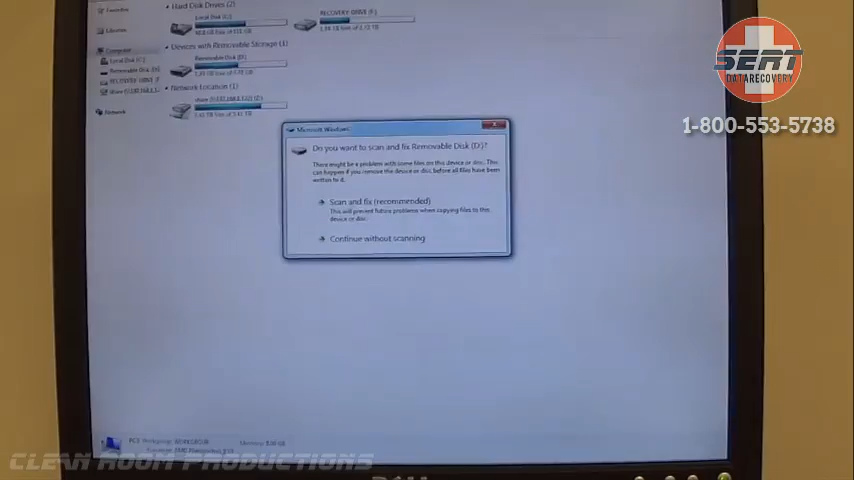 Favorites
Libraries
Computer
Local Disk (C:)
Removable Disk (D:)
RECOVERY DRIVE (F
Network
Hard Disk Drives (2)
Local Disk (C:)
RECOVERY DRIVE (F:)
Devices with Removable Storage (1)
Removable Disk (D:)
Network Location (1)
Microsoft Windows
Do you want to scan and fix Removable Disk (D:)?
There might be a problem with some files on this device or disc. This
can happen if you remove the device or disc before all files have been
written to it.
Scan and fix (recommended)
This will prevent future problems when copying files to this
device or disc.
Continue without scanning
SERT
DATA RECOVERY
1-800-553-5738
CLEAN ROOM PRODUCTIONS